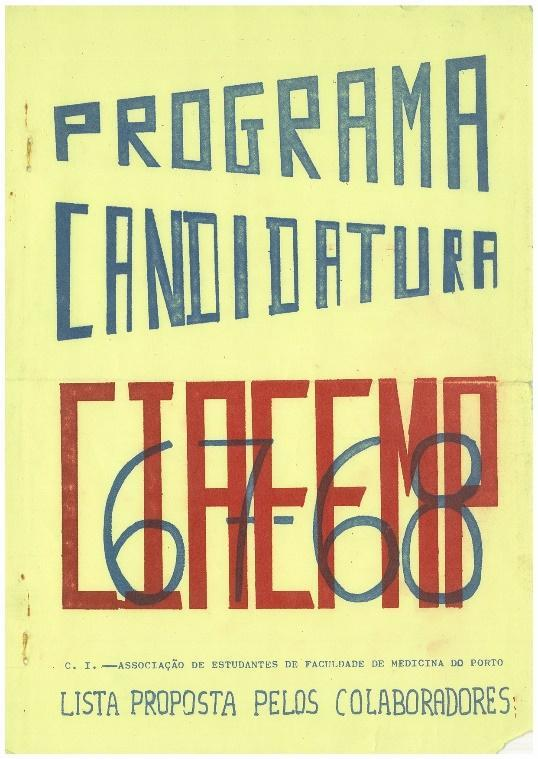 PROGRAMA
CANDIDATURA
CIAEFMP
67-68
C. I. —ASSOCIAÇÃO DE ESTUDANTES DE FACULDADE DE MEDICINA DO PORTO
LISTA PROPOSTA PELOS COLABORADORES